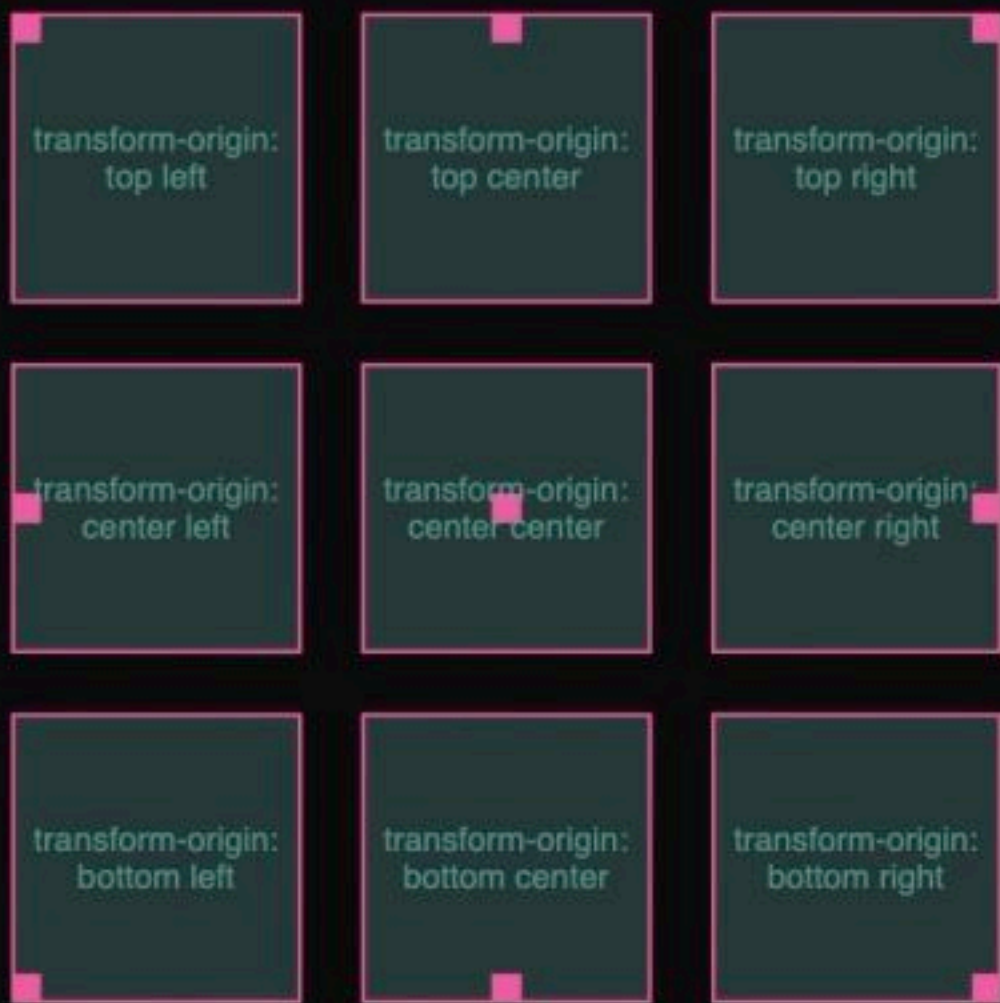 transform-origin:
top left
transform-origin:
top center
transform-origin:
top right
transform-origin:
center left
transform-origin:
center center
transform-origin:
center right
transform-origin:
bottom left
transform-origin:
bottom center
transform-origin:
bottom right